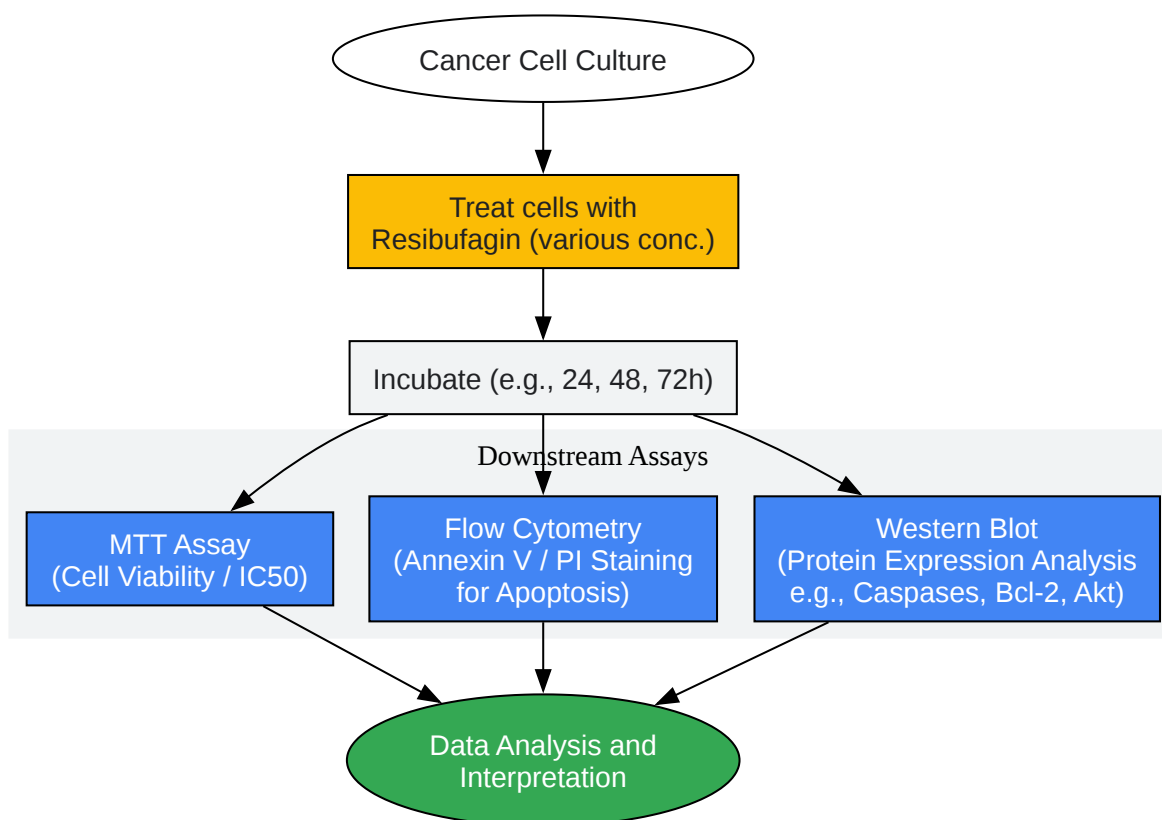 Cancer Cell Culture
Treat cells with
Resibufagin (various conc.)
Incubate (e.g., 24, 48, 72h)
Downstream Assays
MTT Assay
(Cell Viability / IC50)
Flow Cytometry
(Annexin V / PI Staining
for Apoptosis)
Western Blot
(Protein Expression Analysis
e.g., Caspases, Bcl-2, Akt)
Data Analysis and
Interpretation